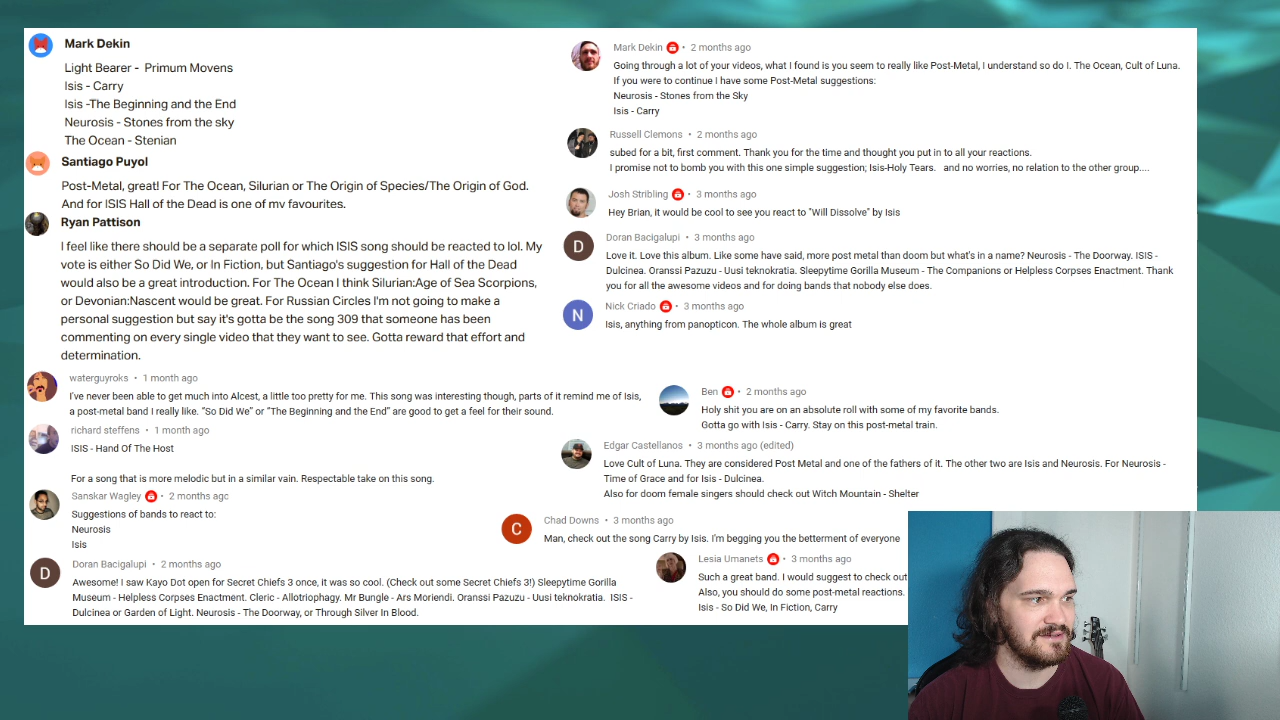 Mark Dekin
Light Bearer - Primum Movens
Isis - Carry
Isis -The Beginning and the End
Neurosis - Stones from the sky
The Ocean - Stenian
Santiago Puyol
Post-Metal, great! For The Ocean, Silurian or The Origin of Species/The Origin of God.
And for ISIS Hall of the Dead is one of my favourites.
Ryan Pattison
I feel like there should be a separate poll for which ISIS song should be reacted to lol. My
vote is either So Did We, or In Fiction, but Santiago's suggestion for Hall of the Dead
would also be a great introduction. For The Ocean I think Silurian:Age of Sea Scorpions,
or Devonian:Nascent would be great. For Russian Circles I'm not going to make a
personal suggestion but say it's gotta be the song 309 that someone has been
commenting on every single video that they want to see. Gotta reward that effort and
determination.
waterguyroks • 1 month ago
I've never been able to get much into Alcest, a little too pretty for me. This song was interesting though, parts of it remind me of Isis,
a post-metal band I really like. "So Did We" or "The Beginning and the End" are good to get a feel for their sound.
richard steffens • 1 month ago
ISIS - Hand Of The Host
For a song that is more melodic but in a similar vain. Respectable take on this song.
Sanskar Wagley • 2 months ago
Suggestions of bands to react to:
Neurosis
Isis
D
Doran Bacigalupi • 2 months ago
Awesome! I saw Kayo Dot open for Secret Chiefs 3 once, it was so cool. (Check out some Secret Chiefs 3!) Sleepytime Gorilla
Museum - Helpless Corpses Enactment. Cleric - Allotriophagy. Mr Bungle - Ars Moriendi. Oranssi Pazuzu - Uusi teknokratia. ISIS -
Dulcinea or Garden of Light. Neurosis - The Doorway, or Through Silver In Blood.
Mark Dekin • 2 months ago
Going through a lot of your videos, what I found is you seem to really like Post-Metal, I understand so do I. The Ocean, Cult of Luna.
If you were to continue I have some Post-Metal suggestions:
Neurosis - Stones from the Sky
Isis - Carry
Russell Clemons • 2 months ago
subed for a bit, first comment. Thank you for the time and thought you put in to all your reactions.
I promise not to bomb you with this one simple suggestion; Isis-Holy Tears. and no worries, no relation to the other group....
Josh Stribling • 3 months ago
Hey Brian, it would be cool to see you react to "Will Dissolve" by Isis
D
Doran Bacigalupi • 3 months ago
Love it. Love this album. Like some have said, more post metal than doom but what's in a name? Neurosis - The Doorway. ISIS -
Dulcinea. Oranssi Pazuzu - Uusi teknokratia. Sleepytime Gorilla Museum - The Companions or Helpless Corpses Enactment. Thank
you for all the awesome videos and for doing bands that nobody else does.
N
Nick Criado • 3 months ago
Isis, anything from panopticon. The whole album is great
Ben • 2 months ago
Holy shit you are on an absolute roll with some of my favorite bands.
Gotta go with Isis - Carry. Stay on this post-metal train.
Edgar Castellanos • 3 months ago (edited)
Love Cult of Luna. They are considered Post Metal and one of the fathers of it. The other two are Isis and Neurosis. For Neurosis -
Time of Grace and for Isis - Dulcinea.
Also for doom female singers should check out Witch Mountain - Shelter
C
Chad Downs • 3 months ago
Man, check out the song Carry by Isis. I'm begging you the betterment of everyone
Lesia Umanets • 3 months ago
Such a great band. I would suggest to check out
Also, you should do some post-metal reactions.
Isis - So Did We, In Fiction, Carry